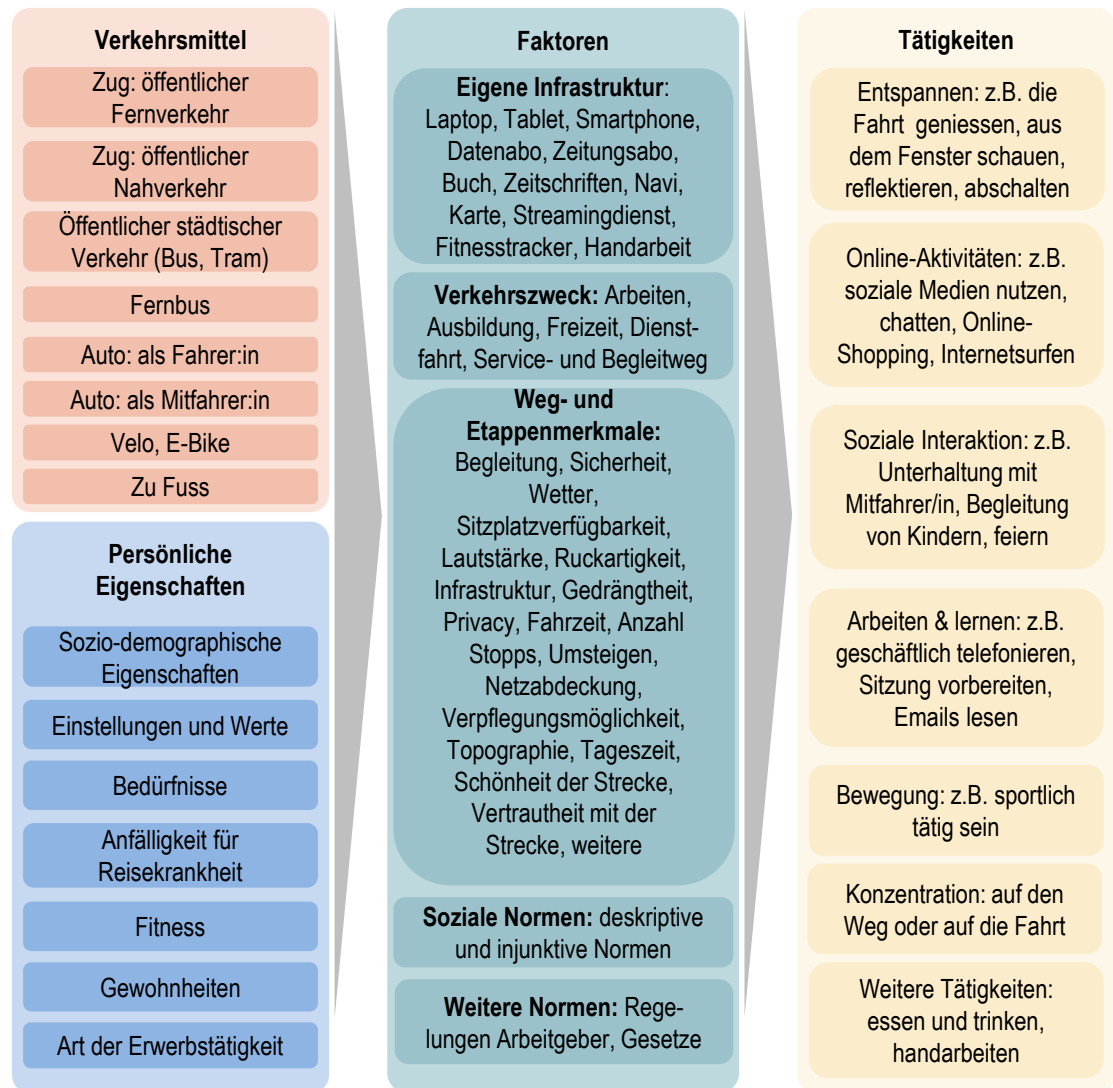 Verkehrsmittel
Zug: öffentlicher
Fernverkehr
Zug: öffentlicher
Nahverkehr
Öffentlicher städtischer
Verkehr (Bus, Tram)
Fernbus
Auto: als Fahrer:in
Auto: als Mitfahrer:in
Velo, E-Bike
Zu Fuss
Persönliche
Eigenschaften
Sozio-demographische
Eigenschaften
Einstellungen und Werte
Bedürfnisse
Anfälligkeit für
Reisekrankheit
Fitness
Gewohnheiten
Art der Erwerbstätigkeit
Faktoren
Eigene Infrastruktur:
Laptop, Tablet, Smartphone,
Datenabo, Zeitungsabo,
Buch, Zeitschriften, Navi,
Karte, Streamingdienst,
Fitnesstracker, Handarbeit
Verkehrszweck: Arbeiten,
Ausbildung, Freizeit, Dienst-
fahrt, Service- und Begleitweg
Weg- und
Etappenmerkmale:
Begleitung, Sicherheit,
Wetter,
Sitzplatzverfügbarkeit,
Lautstärke, Ruckartigkeit,
Infrastruktur, Gedrängtheit,
Privacy, Fahrzeit, Anzahl
Stopps, Umsteigen,
Netzabdeckung,
Verpflegungsmöglichkeit,
Topographie, Tageszeit,
Schönheit der Strecke,
Vertrautheit mit der
Strecke, weitere
Soziale Normen: deskriptive
und injunktive Normen
Weitere Normen: Rege-
lungen Arbeitgeber, Gesetze
Tätigkeiten
Entspannen: z.B. die
Fahrt geniessen, aus
dem Fenster schauen,
reflektieren, abschalten
Online-Aktivitäten: z.B.
soziale Medien nutzen,
chatten, Online-
Shopping, Internetsurfen
Soziale Interaktion: z.B.
Unterhaltung mit
Mitfahrer/in, Begleitung
von Kindern, feiern
Arbeiten & lernen: z.B.
geschäftlich telefonieren,
Sitzung vorbereiten,
Emails lesen
Bewegung: z.B. sportlich
tätig sein
Konzentration: auf den
Weg oder auf die Fahrt
Weitere Tätigkeiten:
essen und trinken,
handarbeiten